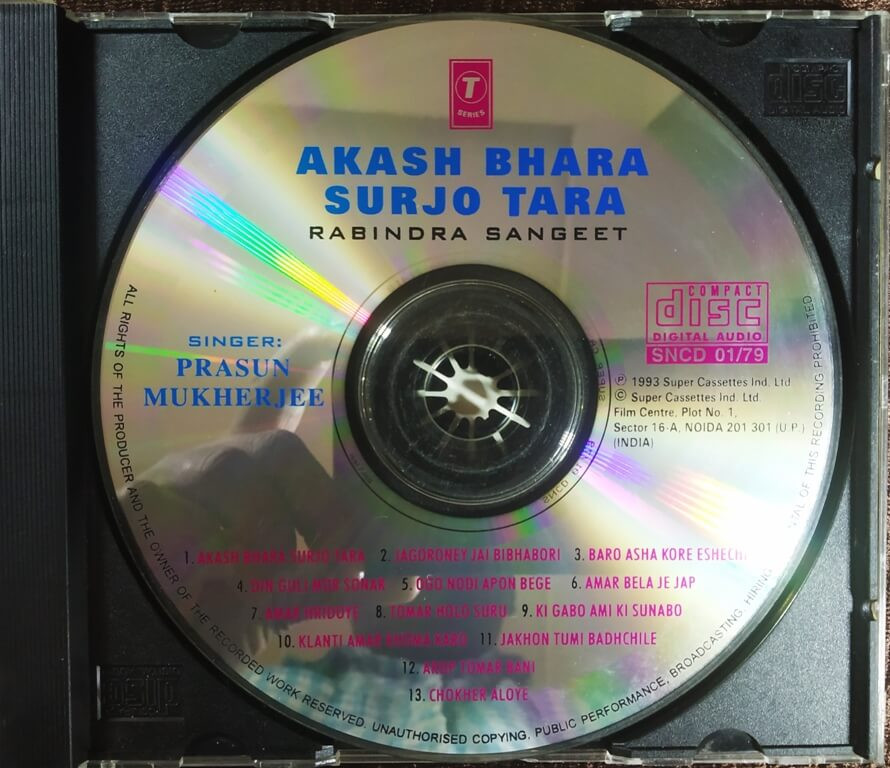 T
SERIES
AKASH BHARA
SURJO TARA
RABINDRA SANGEET
COMPACT
disc
DIGITAL AUDIO
SNCD 01/79
SINGER:
PRASUN
MUKHERJEE
℗ 1993 Super Cassettes Ind. Ltd.
© Super Cassettes Ind. Ltd.
Film Centre, Plot No. 1,
Sector 16-A, NOIDA 201 301 (U.P.)
(INDIA)
1. AKASH BHARA SURJO TARA 2. JAGORONEY JAI BIBHABORI 3. BARO ASHA KORE ESHECHI
4. DIN GULI MOR SONAR 5. OGO NODI APON BEGE 6. AMAR BELA JE JAP
7. AMAR HRIDOYE 8. TOMAR HOLO SURU 9. KI GABO AMI KI SUNABO
10. KLANTI AMAR KHOMA KARO 11. JAKHON TUMI BADHCHILE
12. ARUP TOMAR BANI
13. CHOKHER ALOYE
ALL RIGHTS OF THE PRODUCER AND THE OWNER OF THE RECORDED WORK RESERVED. UNAUTHORISED COPYING, PUBLIC PERFORMANCE, BROADCASTING, HIRING OF THIS RECORDING PROHIBITED
disc